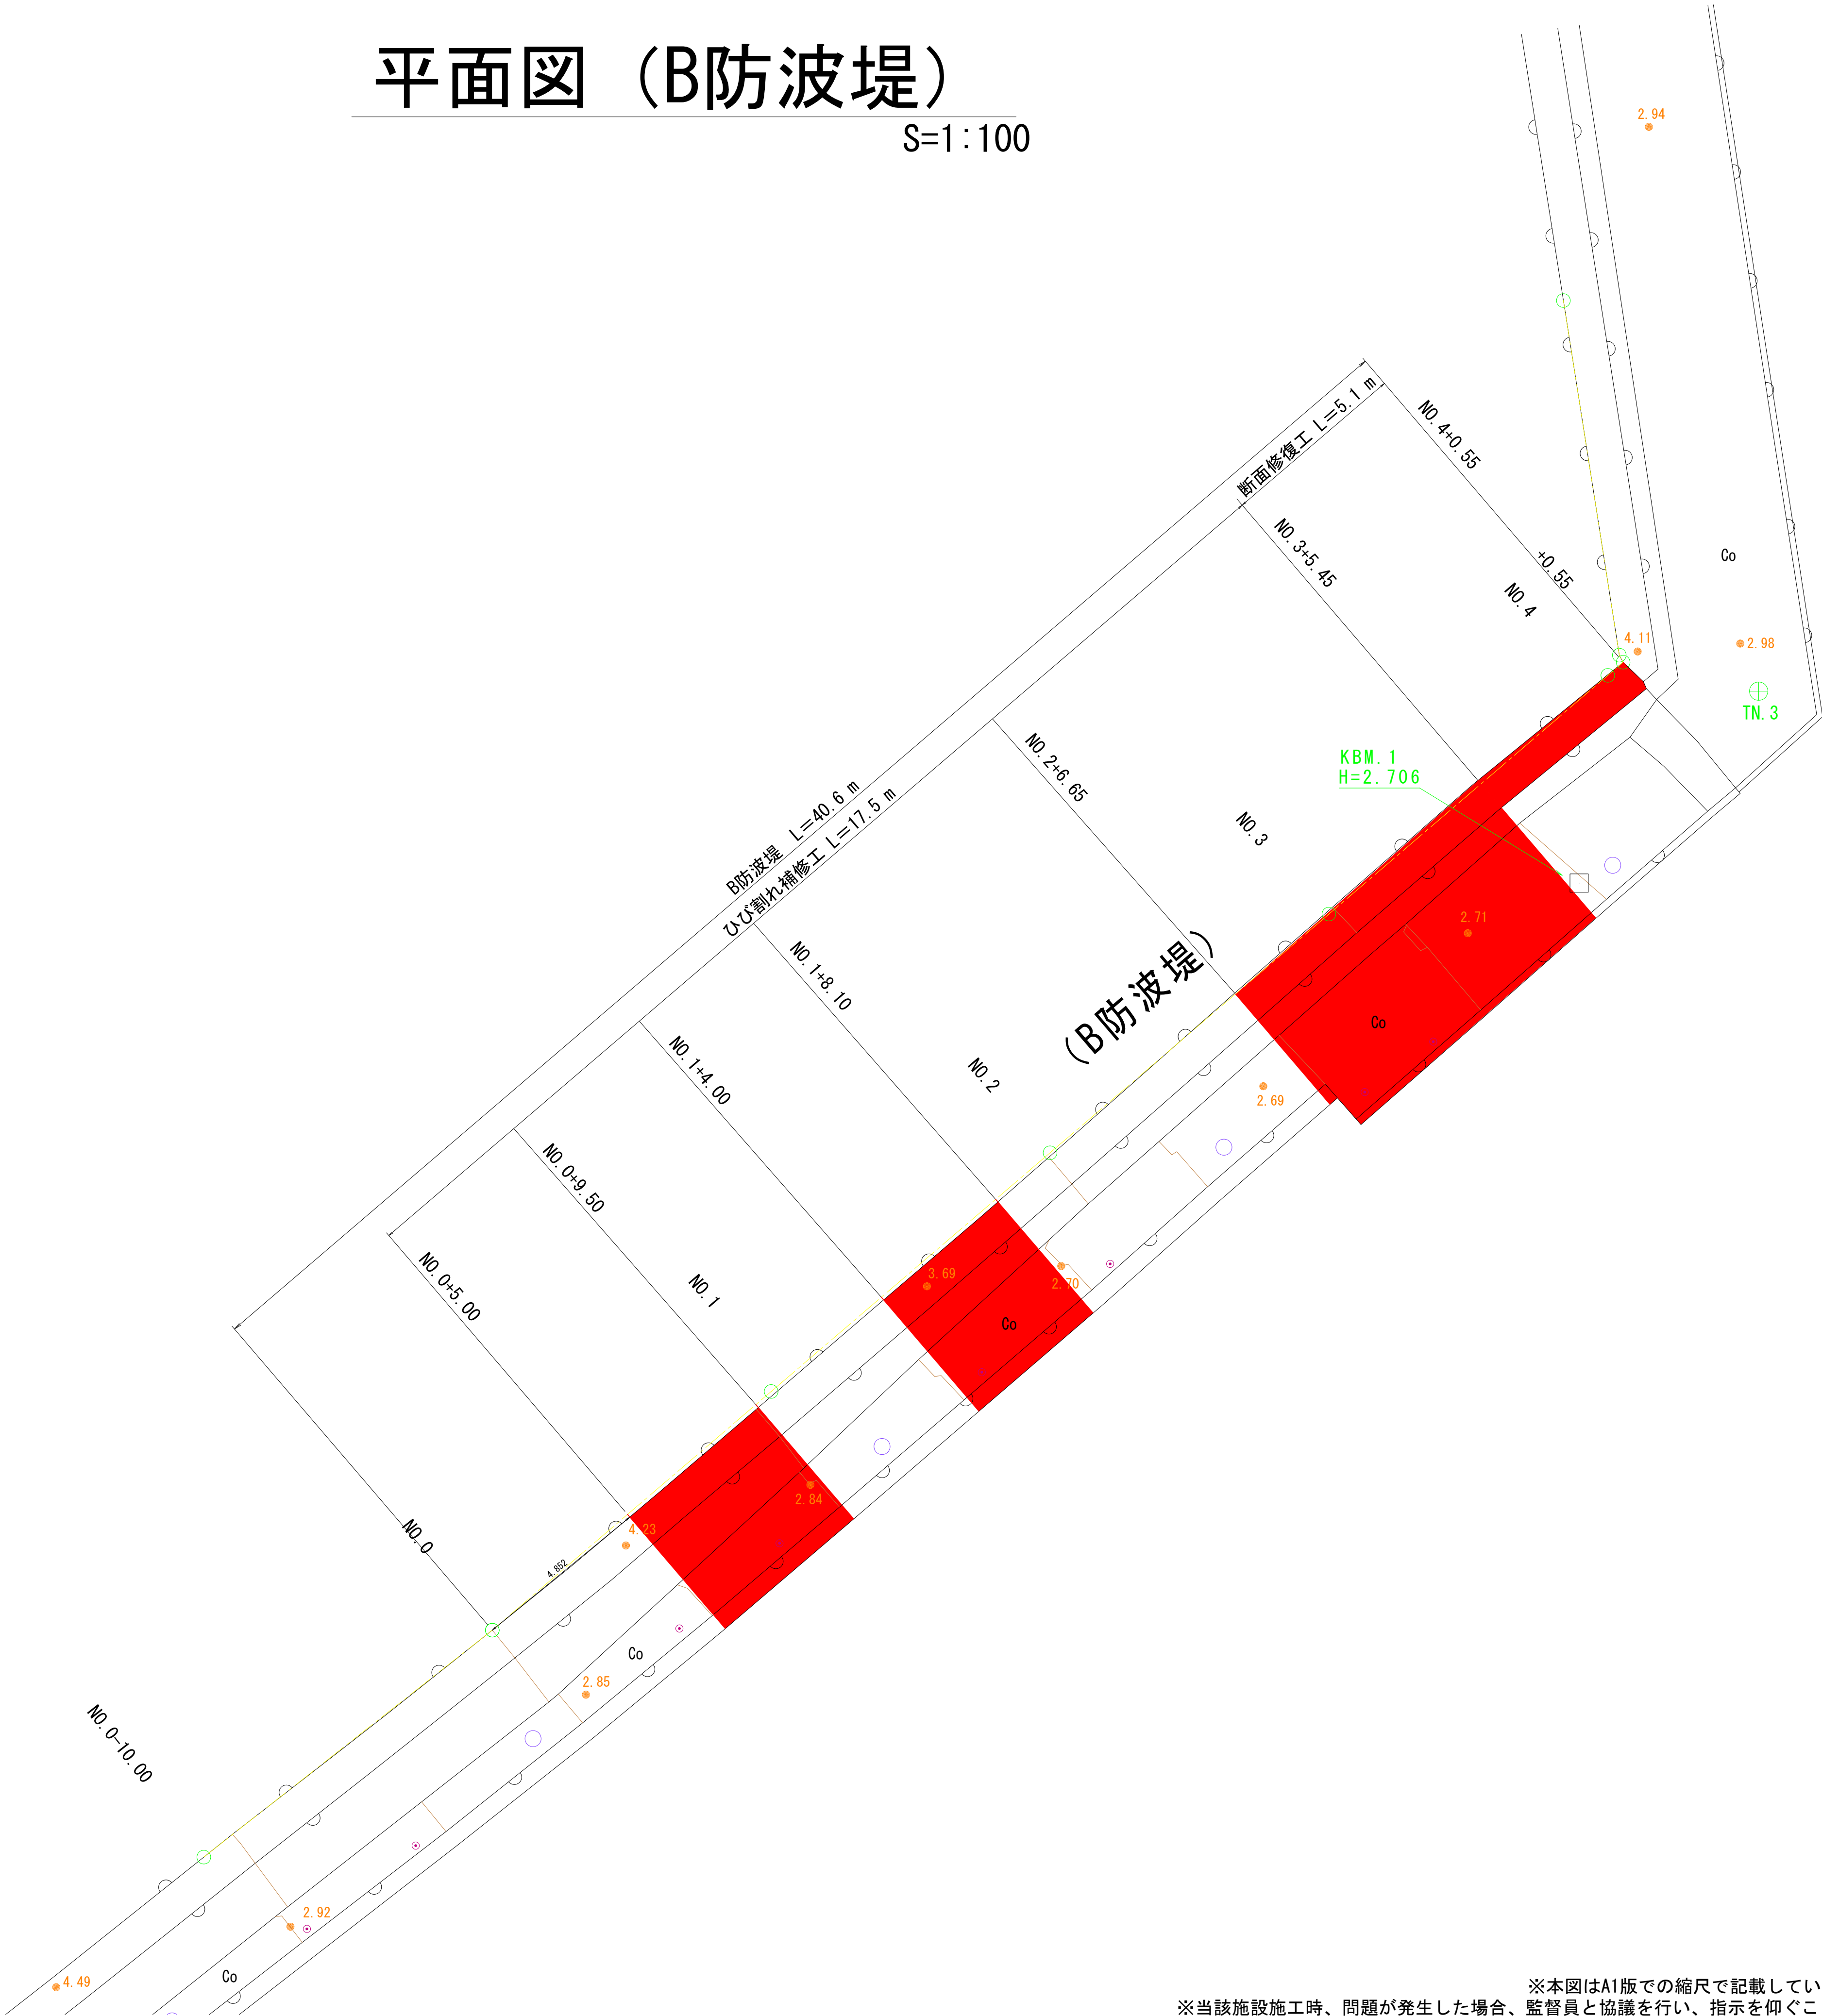 平面図（B防波堤）
S=1:100
2.94
NO.4+0.55
断面修復工 L=5.1 m
NO.3+5.45
+0.55
NO.4
Co
4.11
2.98
TN.3
KBM.1
H=2.706
NO.2+6.65
NO.3
B防波堤　L=40.6 m
ひび割れ補修工 L=17.5 m
2.71
（B防波堤）
NO.1+8.10
Co
NO.2
NO.1+4.00
2.69
NO.0+9.50
3.69
2.70
NO.1
Co
NO.0+5.00
2.84
4.23
NO.0
4.852
Co
2.85
NO.0-10.00
2.92
Co
4.49
※本図はA1版での縮尺で記載してい
※当該施設施工時、問題が発生した場合、監督員と協議を行い、指示を仰ぐこ